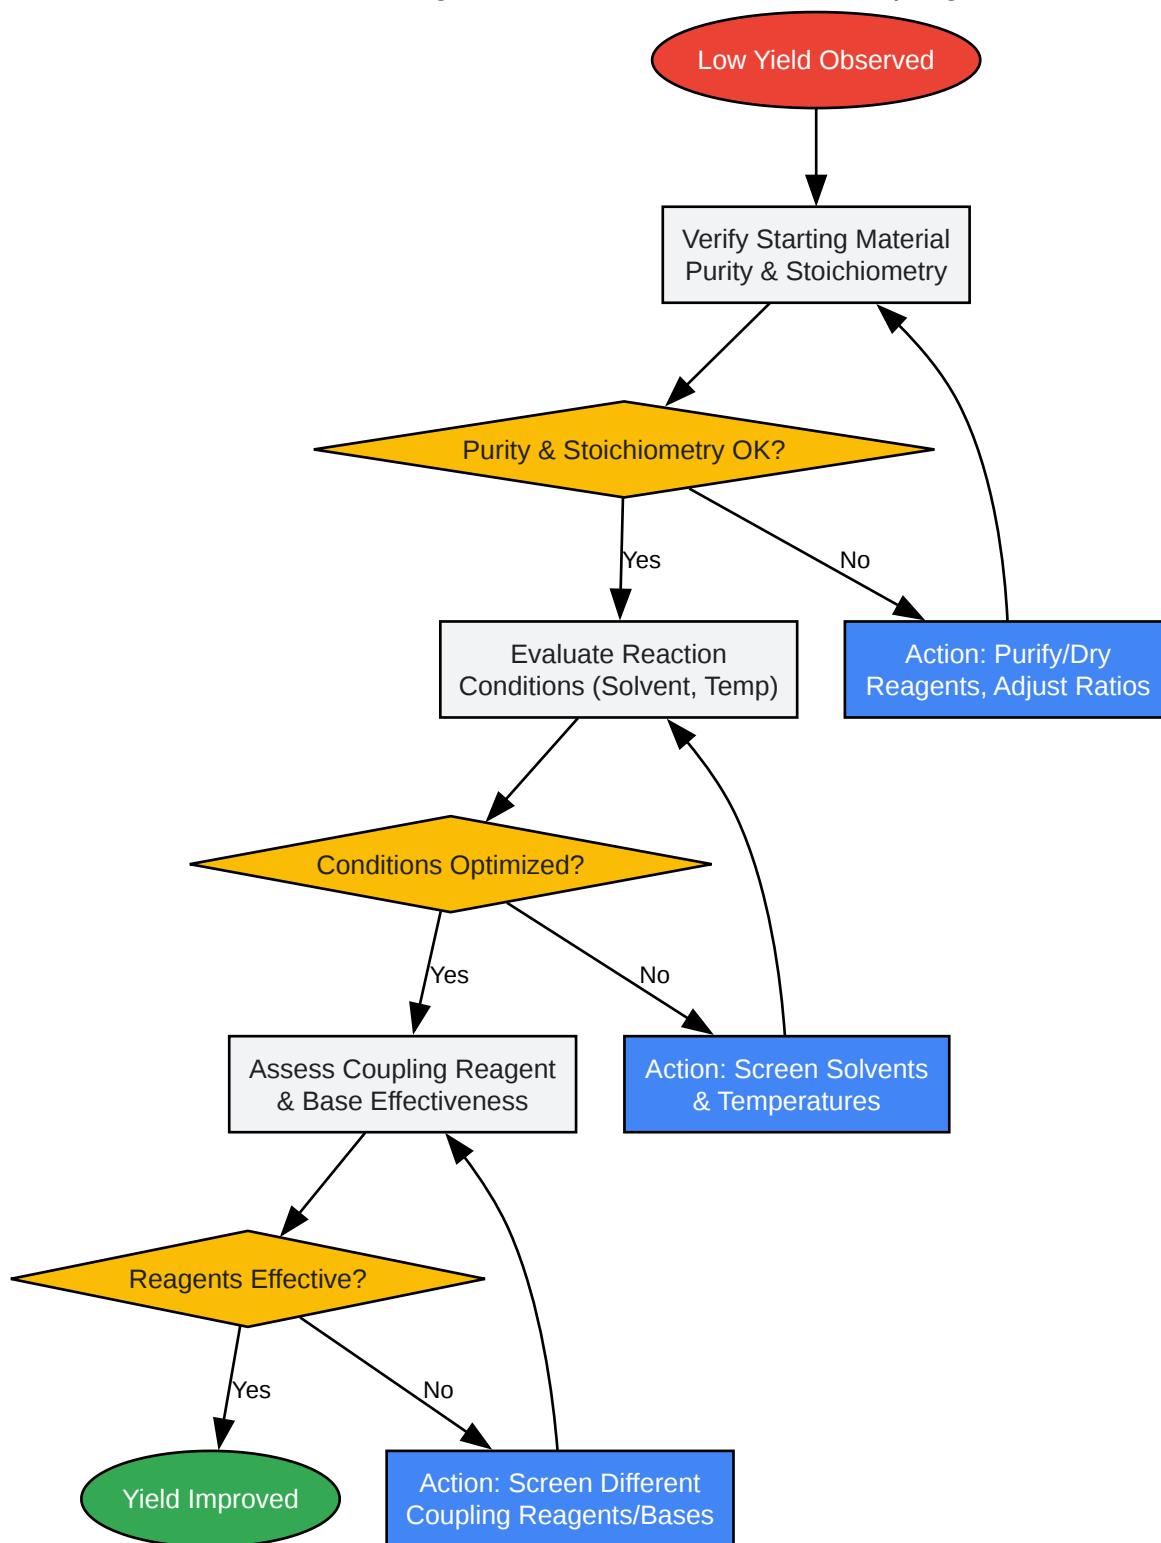 Low Yield Observed
Verify Starting Material
Purity & Stoichiometry
Purity & Stoichiometry OK?
Yes
No
Evaluate Reaction
Conditions (Solvent, Temp)
Action: Purify/Dry
Reagents, Adjust Ratios
Conditions Optimized?
Yes
No
Assess Coupling Reagent
& Base Effectiveness
Action: Screen Solvents
& Temperatures
Reagents Effective?
Yes
No
Yield Improved
Action: Screen Different
Coupling Reagents/Bases